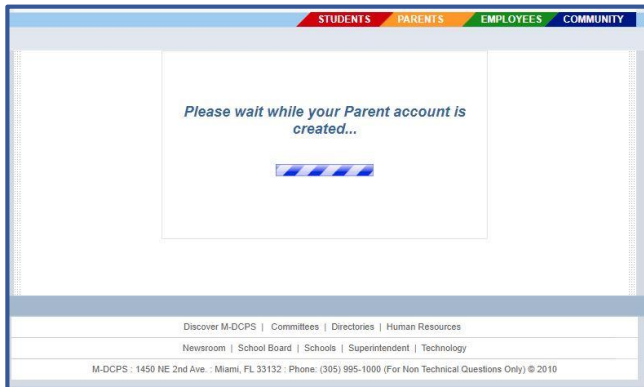 STUDENTS PARENTS EMPLOYEES COMMUNITY
Please wait while your Parent account is
created...
Discover M-DCPS | Committees | Directories | Human Resources
Newsroom | School Board | Schools | Superintendent | Technology
M-DCPS : 1450 NE 2nd Ave. : Miami, FL 33132 : Phone: (305) 995-1000 (For Non Technical Questions Only) © 2010